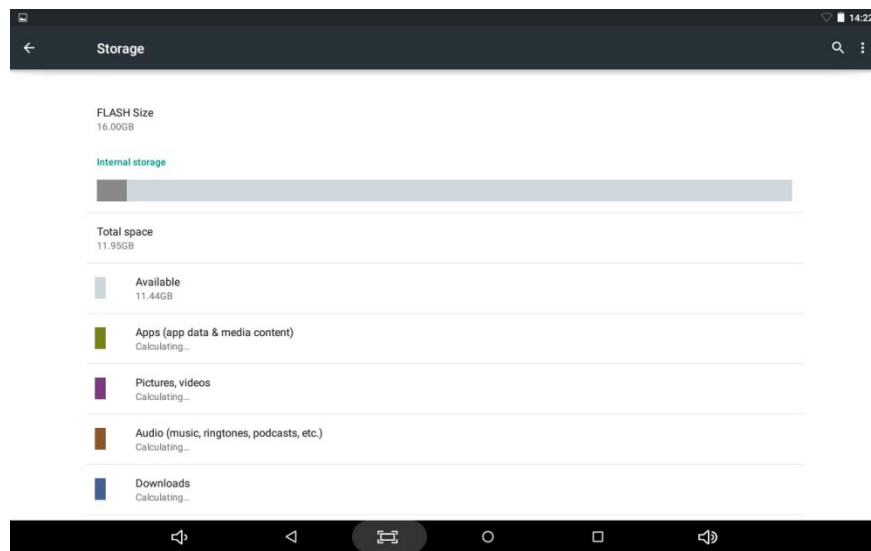 14:22
Storage
FLASH Size
16.00GB
Internal storage
Total space
11.95GB
Available
11.44GB
Apps (app data & media content)
Calculating...
Pictures, videos
Calculating...
Audio (music, ringtones, podcasts, etc.)
Calculating...
Downloads
Calculating...